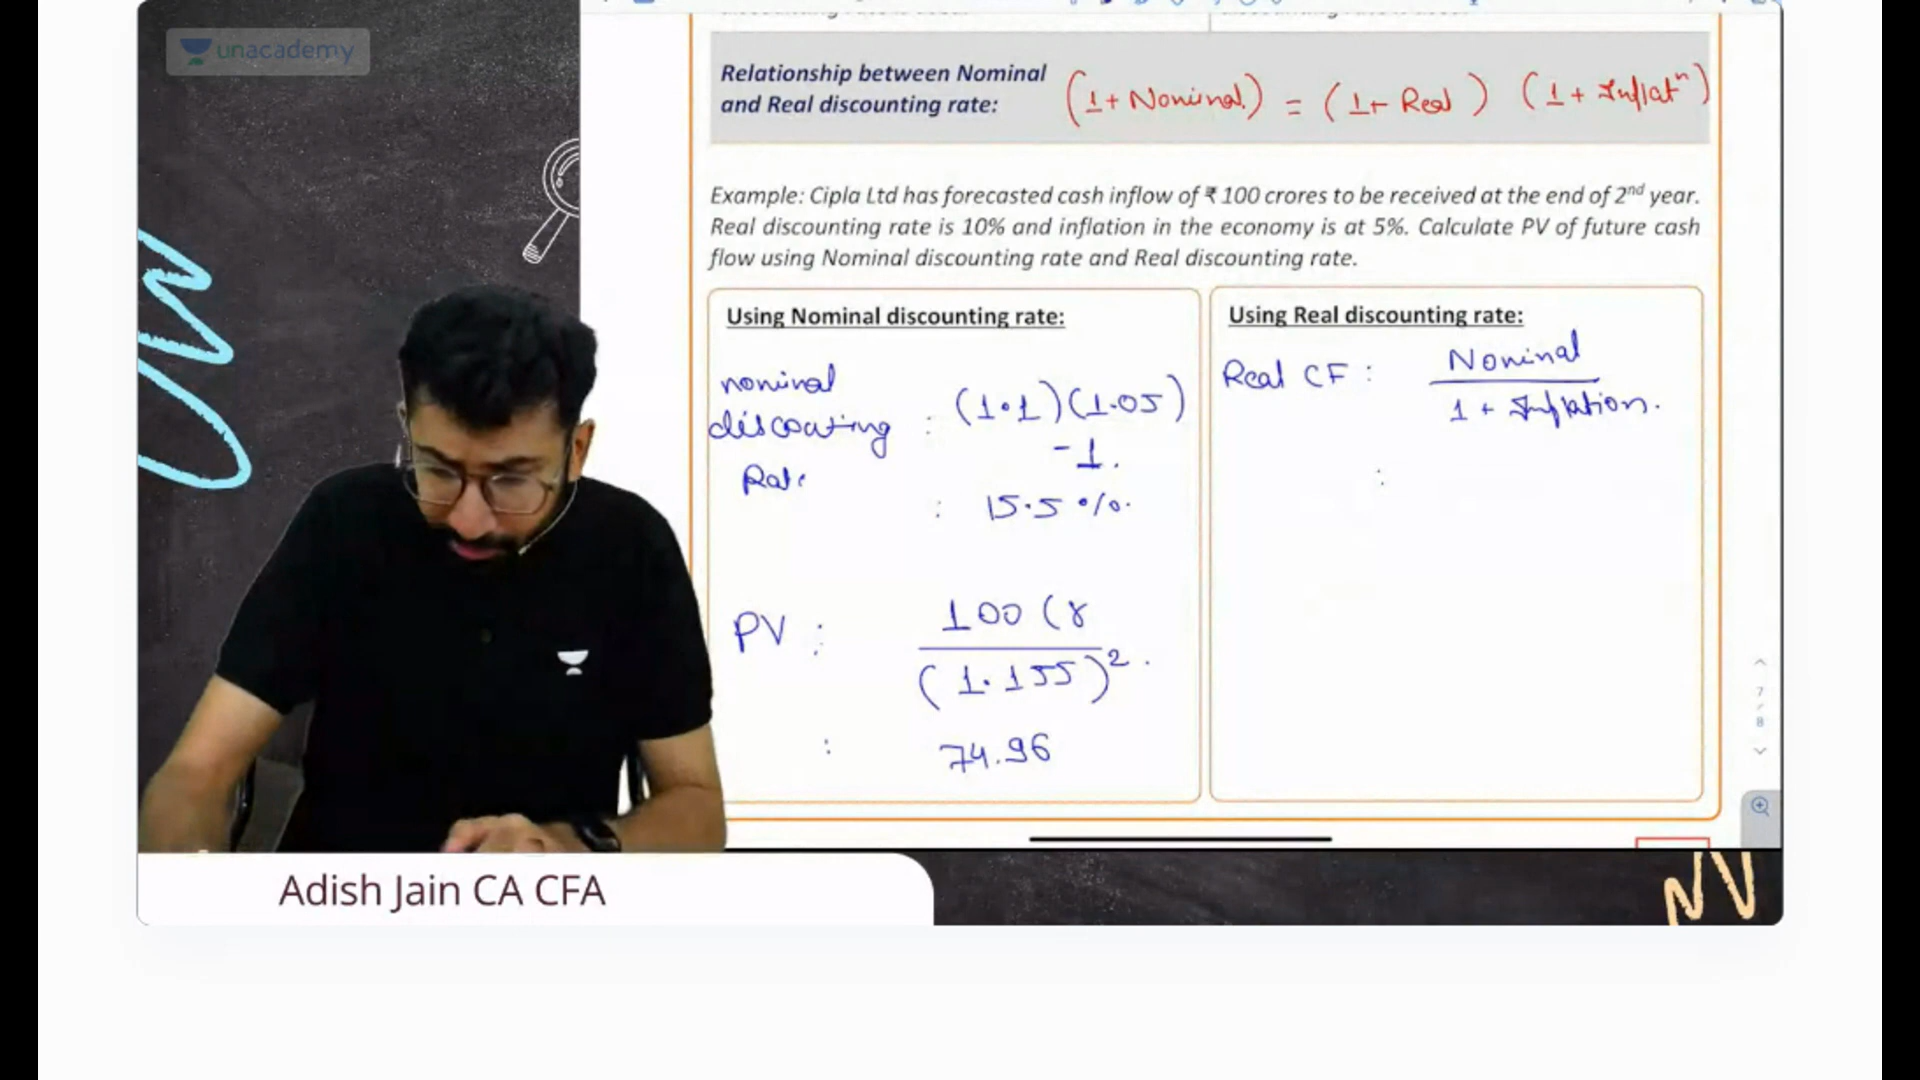 unacademy
Relationship between Nominal
and Real discounting rate:
(1+ Nominal) = (1+ Real) (1 + Inflatⁿ)
Example: Cipla Ltd has forecasted cash inflow of ₹ 100 crores to be received at the end of 2nd year.
Real discounting rate is 10% and inflation in the economy is at 5%. Calculate PV of future cash
flow using Nominal discounting rate and Real discounting rate.
Using Nominal discounting rate:
nominal
discouting : (1.1)(1.05)
-1.
Rate
: 15.5 %.
PV : 100 Cr
(1.155)² .
: 74.96
Using Real discounting rate:
Real CF : Nominal
1 + Inflation.
:
7
/
8
Adish Jain CA CFA